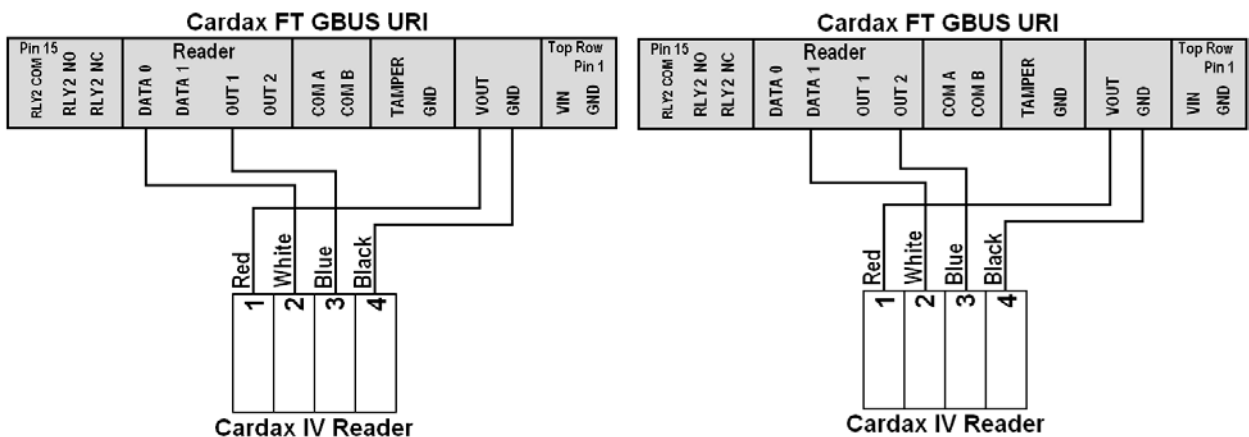 Cardax FT GBUS URI
Pin 15
Reader
Top Row
Pin 1
RLY2 COM
RLY2 NO
RLY2 NC
DATA 0
DATA 1
OUT 1
OUT 2
COM A
COM B
TAMPER
GND
VOUT
GND
VIN
GND
Red
White
Blue
Black
1
2
3
4
Cardax IV Reader
Cardax FT GBUS URI
Pin 15
Reader
Top Row
Pin 1
RLY2 COM
RLY2 NO
RLY2 NC
DATA 0
DATA 1
OUT 1
OUT 2
COM A
COM B
TAMPER
GND
VOUT
GND
VIN
GND
Red
White
Blue
Black
1
2
3
4
Cardax IV Reader